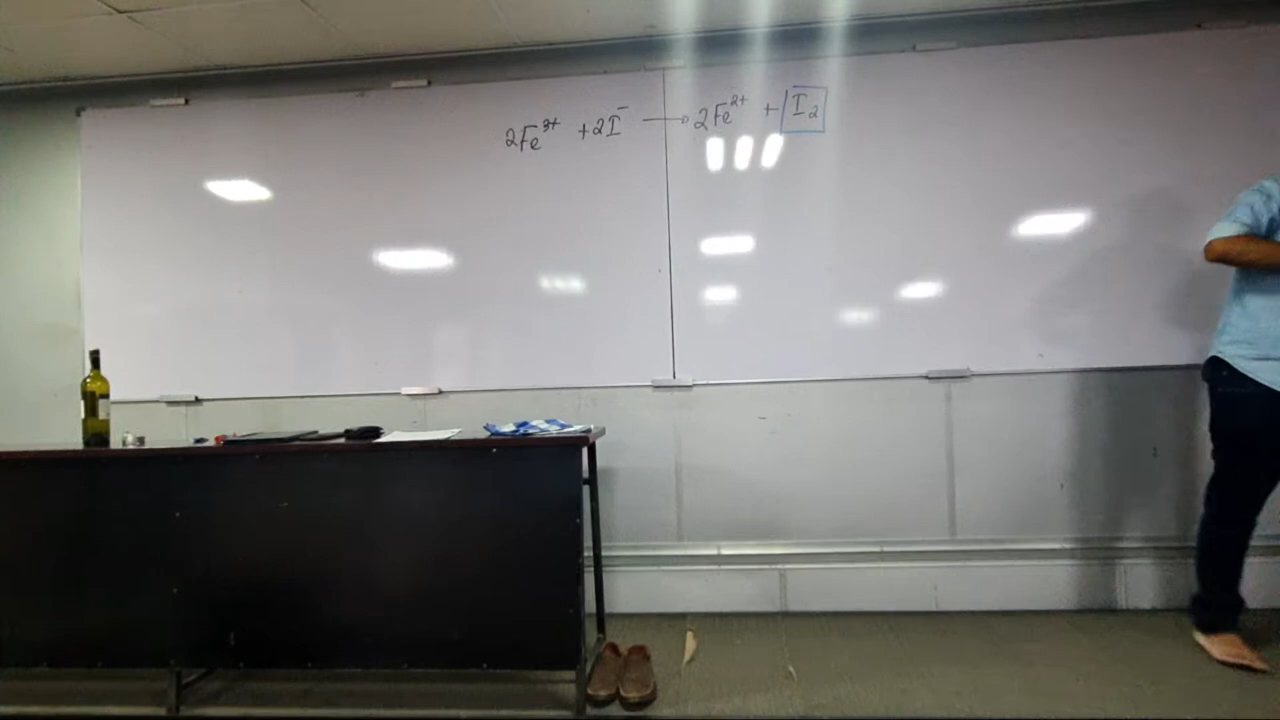 2Fe³⁺ + 2I⁻ → 2Fe²⁺ + I₂